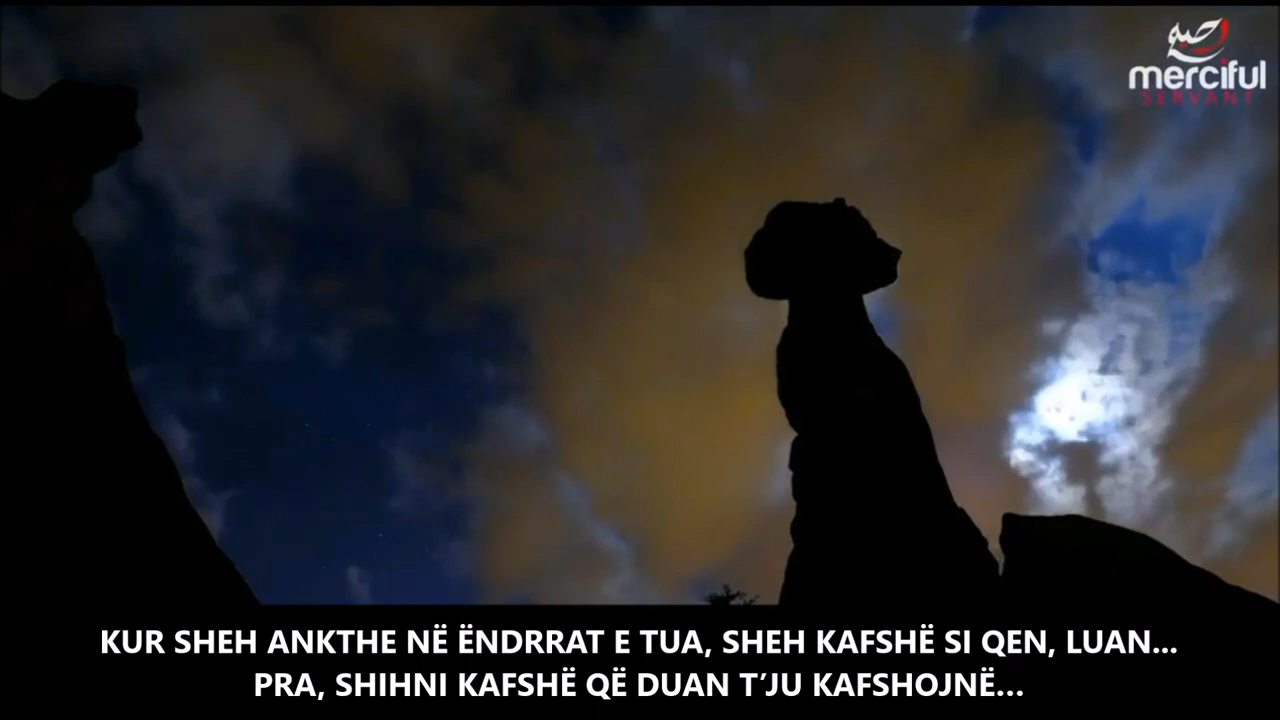 merciful
SERVANT
KUR SHEH ANKTHE NË ËNDRRAT E TUA, SHEH KAFSHË SI QEN, LUAN...
PRA, SHIHNI KAFSHË QË DUAN T’JU KAFSHOJNË...